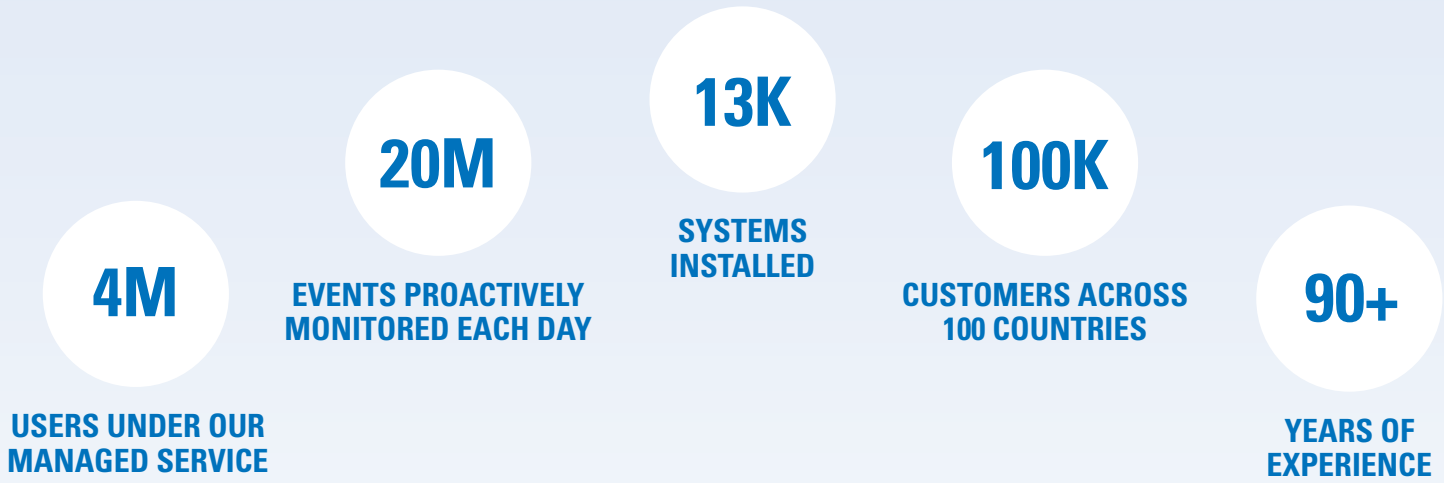 4M
USERS UNDER OUR
MANAGED SERVICE
20M
EVENTS PROACTIVELY
MONITORED EACH DAY
13K
SYSTEMS
INSTALLED
100K
CUSTOMERS ACROSS
100 COUNTRIES
90+
YEARS OF
EXPERIENCE